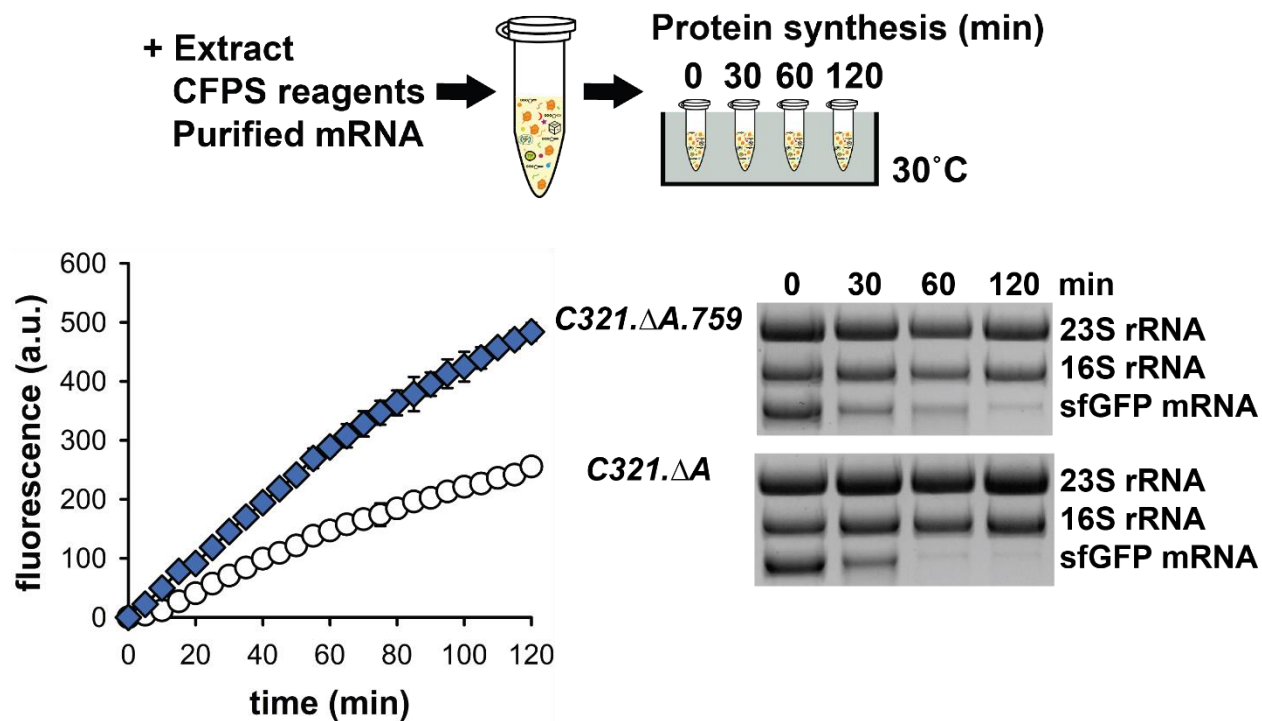 + Extract
CFPS reagents
Purified mRNA
Protein synthesis (min)
0 30 60 120
30˚C
fluorescence (a.u.)
600
500
400
300
200
100
0
0 20 40 60 80 100 120
time (min)
C321.ΔA.759
0 30 60 120 min
23S rRNA
16S rRNA
sfGFP mRNA
C321.ΔA
23S rRNA
16S rRNA
sfGFP mRNA